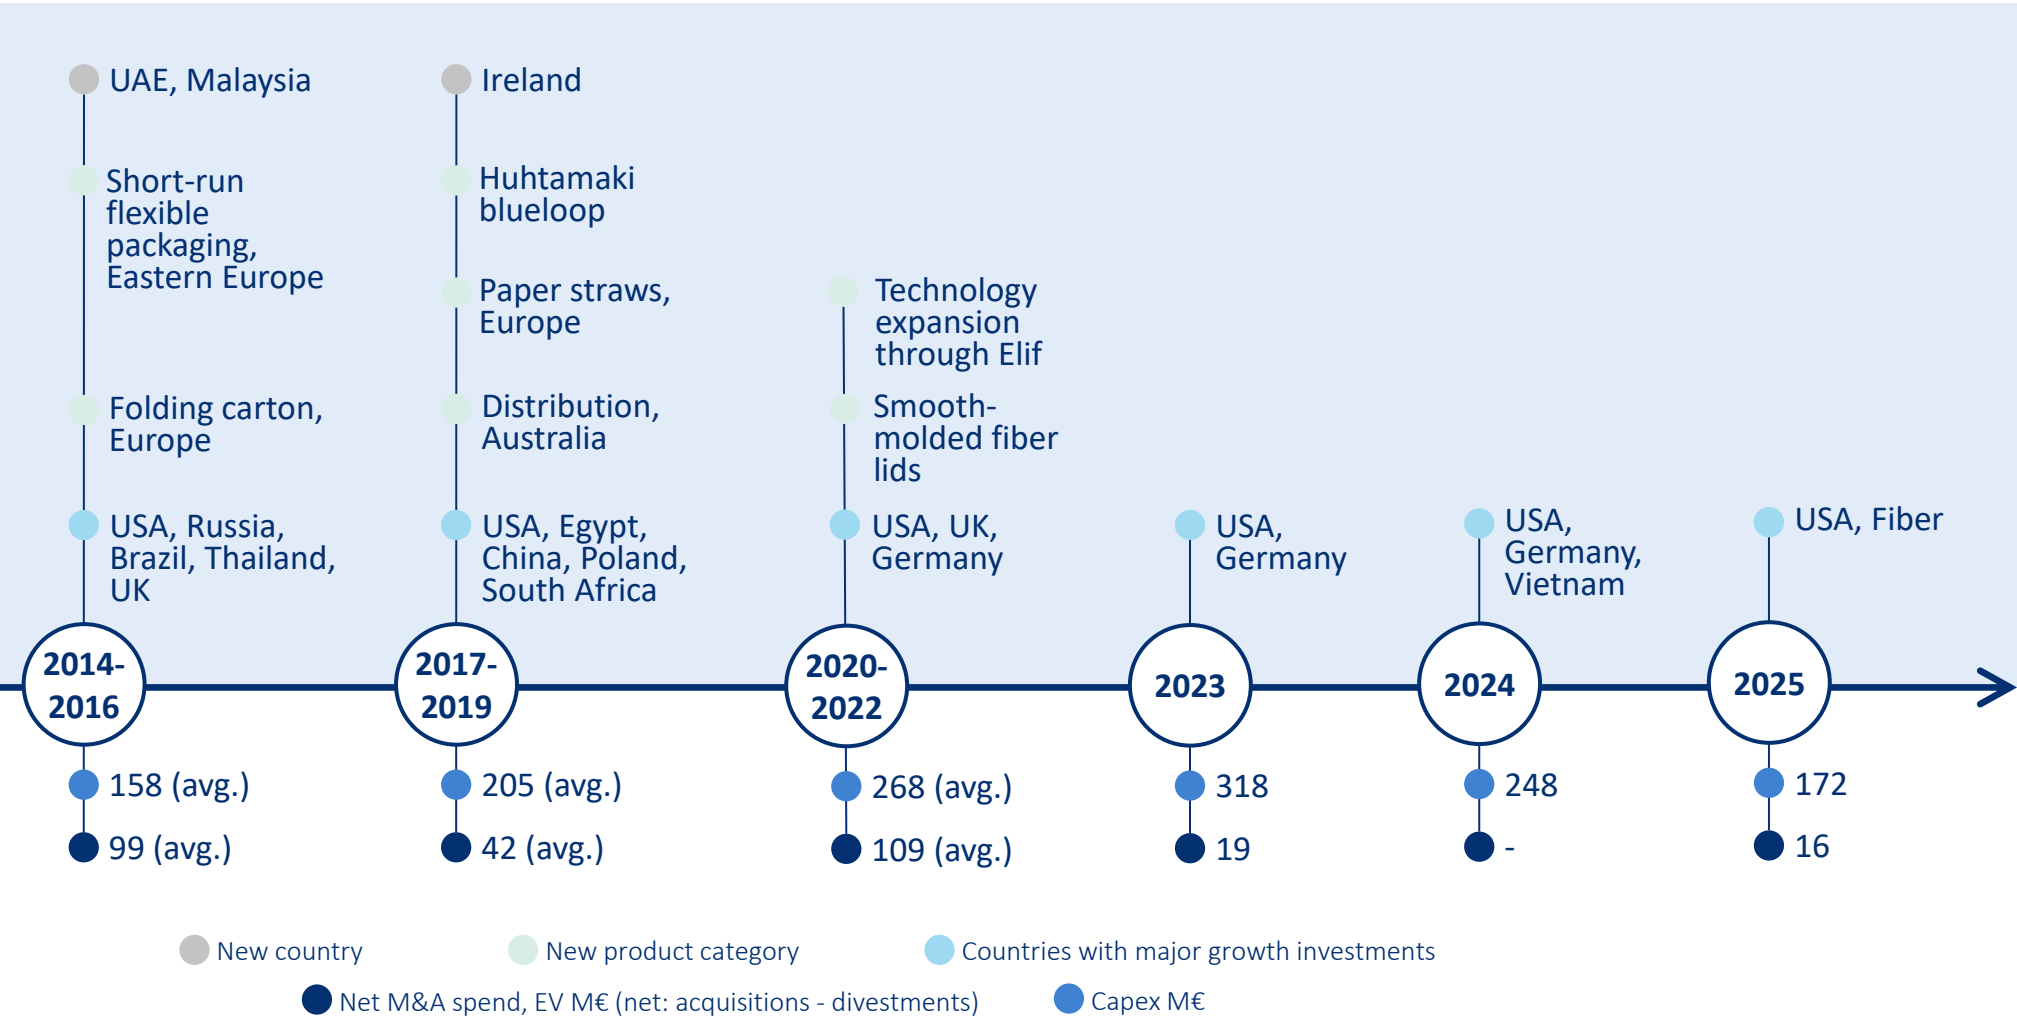 UAE, Malaysia
Short-run
flexible
packaging,
Eastern Europe
Folding carton,
Europe
USA, Russia,
Brazil, Thailand,
UK
2014-
2016
158 (avg.)
99 (avg.)
Ireland
Huhtamaki
blueloop
Paper straws,
Europe
Distribution,
Australia
USA, Egypt,
China, Poland,
South Africa
2017-
2019
205 (avg.)
42 (avg.)
Technology
expansion
through Elif
Smooth-
molded fiber
lids
USA, UK,
Germany
2020-
2022
268 (avg.)
109 (avg.)
USA,
Germany
2023
318
19
USA,
Germany,
Vietnam
2024
248
-
USA, Fiber
2025
172
16
New country
New product category
Countries with major growth investments
Net M&A spend, EV M€ (net: acquisitions - divestments)
Capex M€